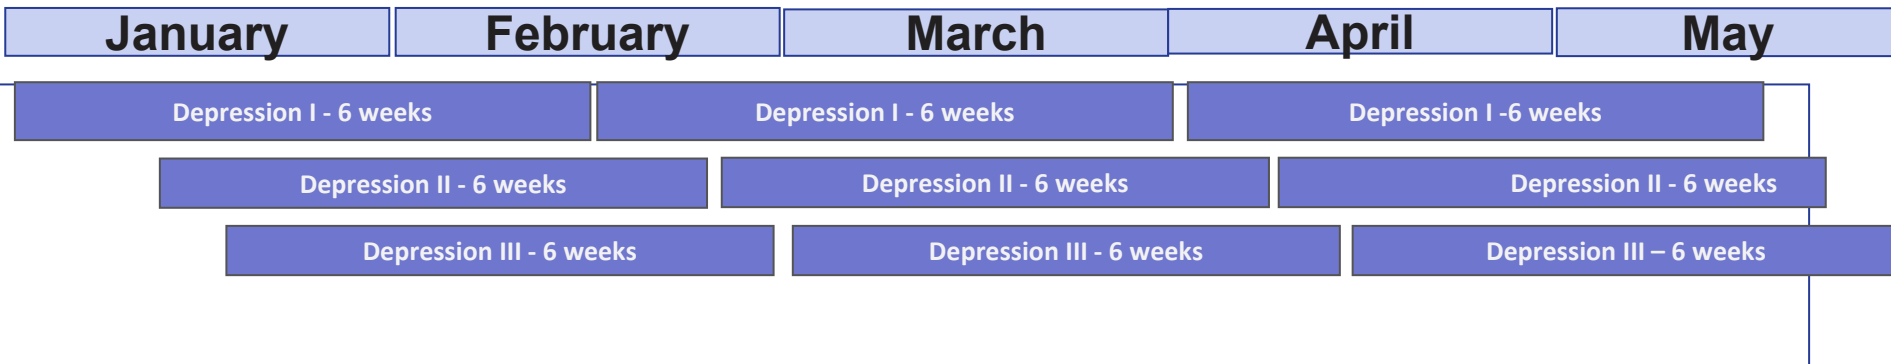 January February March April May
Depression I - 6 weeks Depression I - 6 weeks Depression I -6 weeks
Depression II - 6 weeks Depression II - 6 weeks Depression II - 6 weeks
Depression III - 6 weeks Depression III - 6 weeks Depression III – 6 weeks